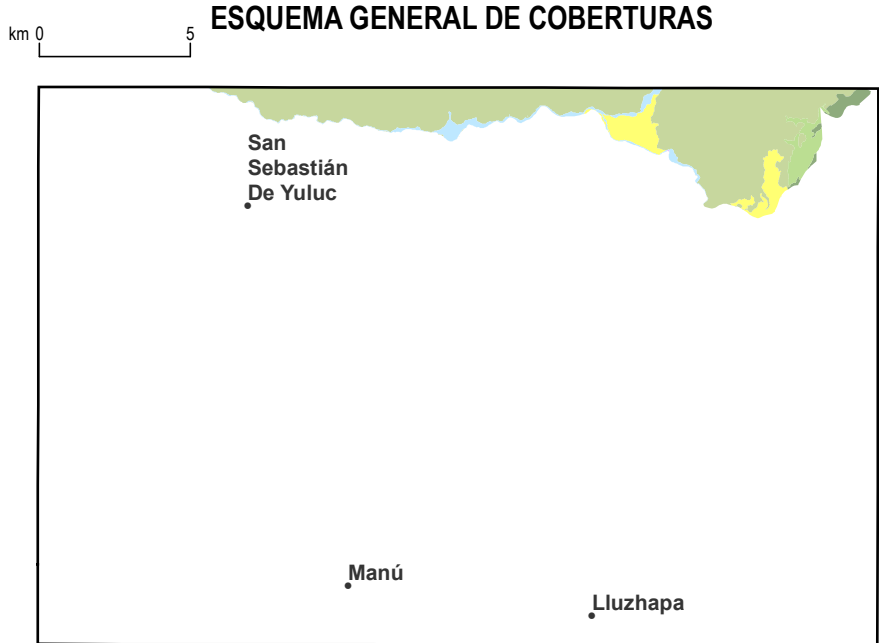 ESQUEMA GENERAL DE COBERTURAS
km 0 5
San
Sebastián
De Yuluc
Manú
Lluzhapa